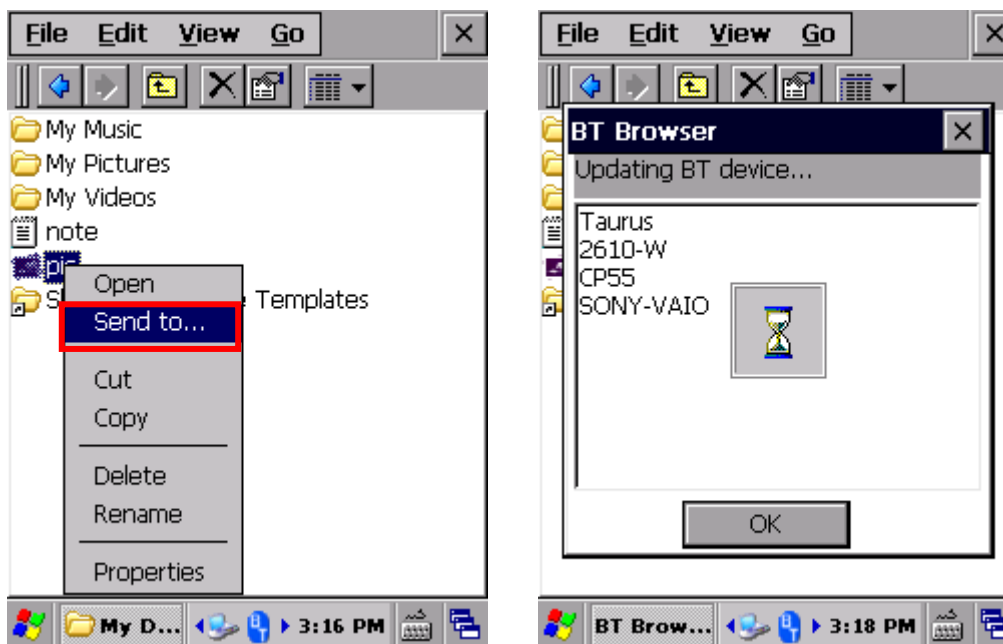 File Edit View Go
My Music
My Pictures
My Videos
note
Open
Send to...
Templates
Cut
Copy
Delete
Rename
Properties
My D... 3:16 PM
File Edit View Go
BT Browser
Updating BT device...
Taurus
2610-W
CP55
SONY-VAIO
OK
BT Brow... 3:18 PM